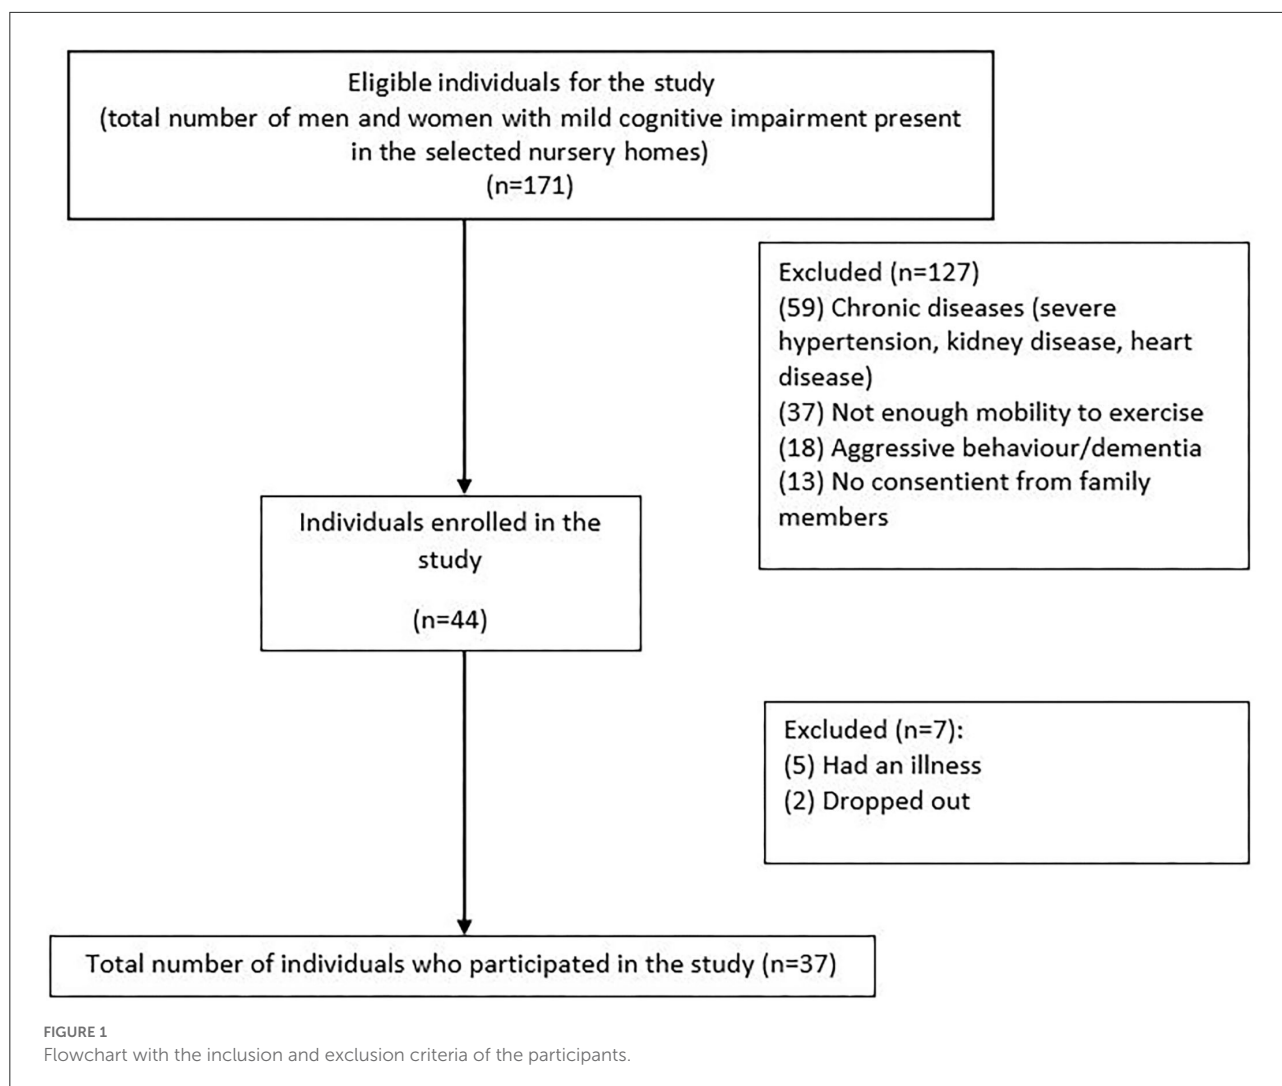 Eligible individuals for the study
(total number of men and women with mild cognitive impairment present
in the selected nursery homes)
(n=171)
Excluded (n=127)
(59) Chronic diseases (severe
hypertension, kidney disease, heart
disease)
(37) Not enough mobility to exercise
(18) Aggressive behaviour/dementia
(13) No consentient from family
members
Individuals enrolled in the
study
(n=44)
Excluded (n=7):
(5) Had an illness
(2) Dropped out
Total number of individuals who participated in the study (n=37)
FIGURE 1
Flowchart with the inclusion and exclusion criteria of the participants.